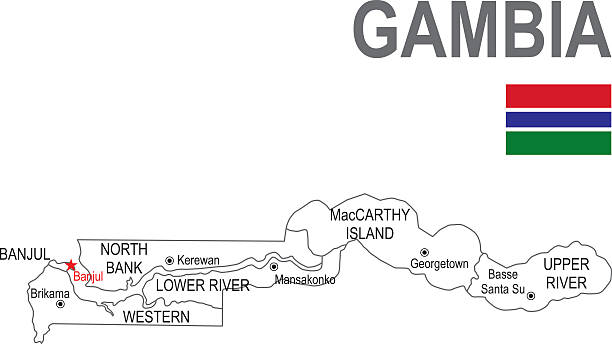 GAMBIA
MacCARTHY
ISLAND
BANJUL
NORTH
BANK
Kerewan
Banjul
Georgetown
UPPER
RIVER
Basse
Santa Su
Mansakonko
LOWER RIVER
Brikama
WESTERN